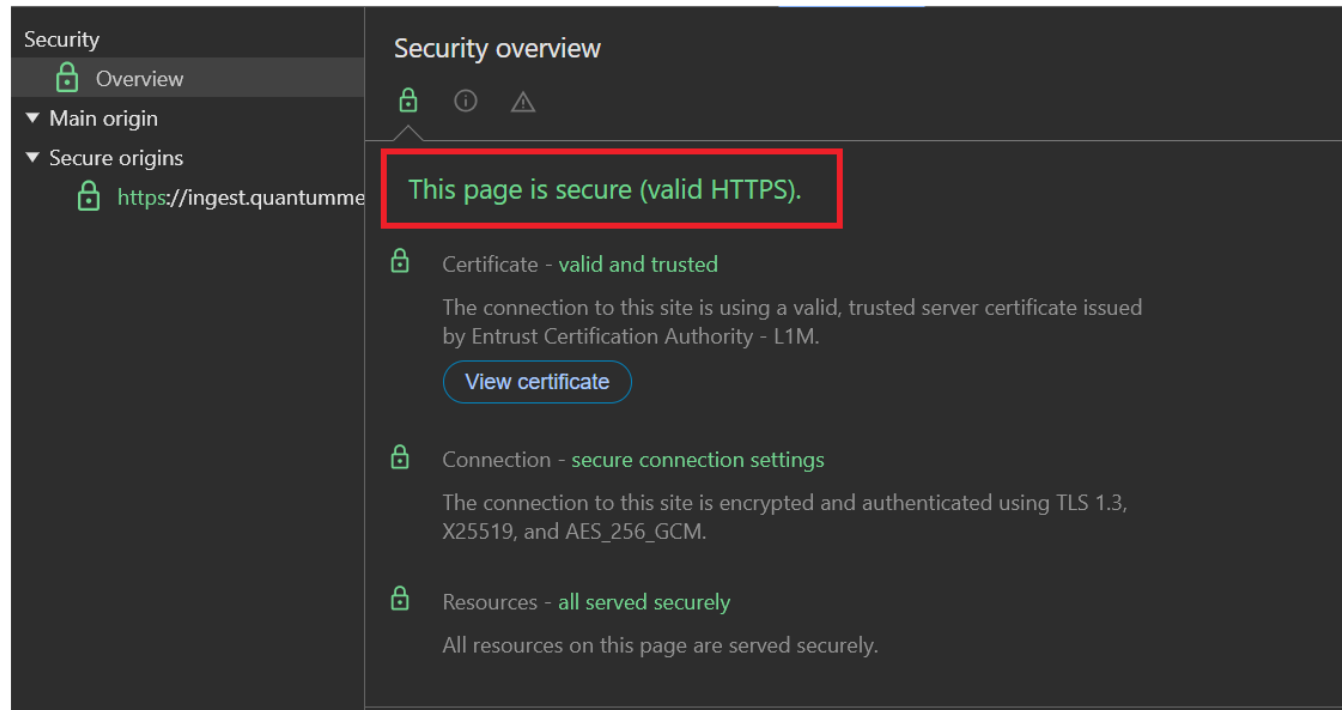 Security
Overview
Main origin
Secure origins
https://ingest.quantumme
Security overview
This page is secure (valid HTTPS).
Certificate - valid and trusted
The connection to this site is using a valid, trusted server certificate issued
by Entrust Certification Authority - L1M.
View certificate
Connection - secure connection settings
The connection to this site is encrypted and authenticated using TLS 1.3,
X25519, and AES_256_GCM.
Resources - all served securely
All resources on this page are served securely.